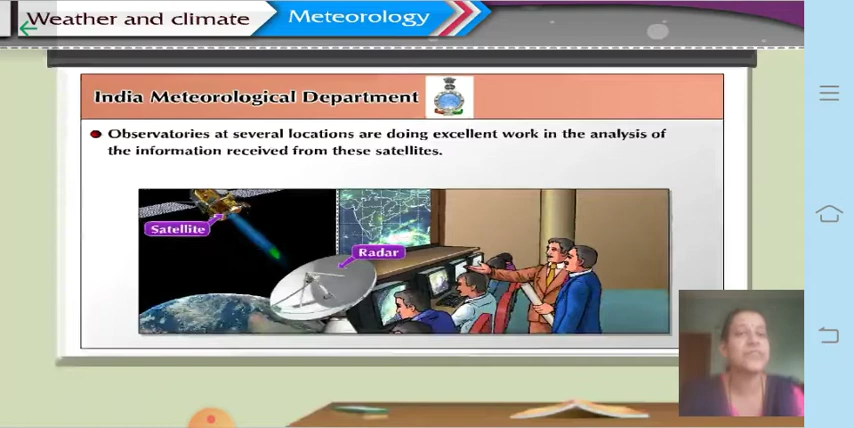 Weather and climate
Meteorology
India Meteorological Department
Observatories at several locations are doing excellent work in the analysis of
the information received from these satellites.
Satellite
Radar